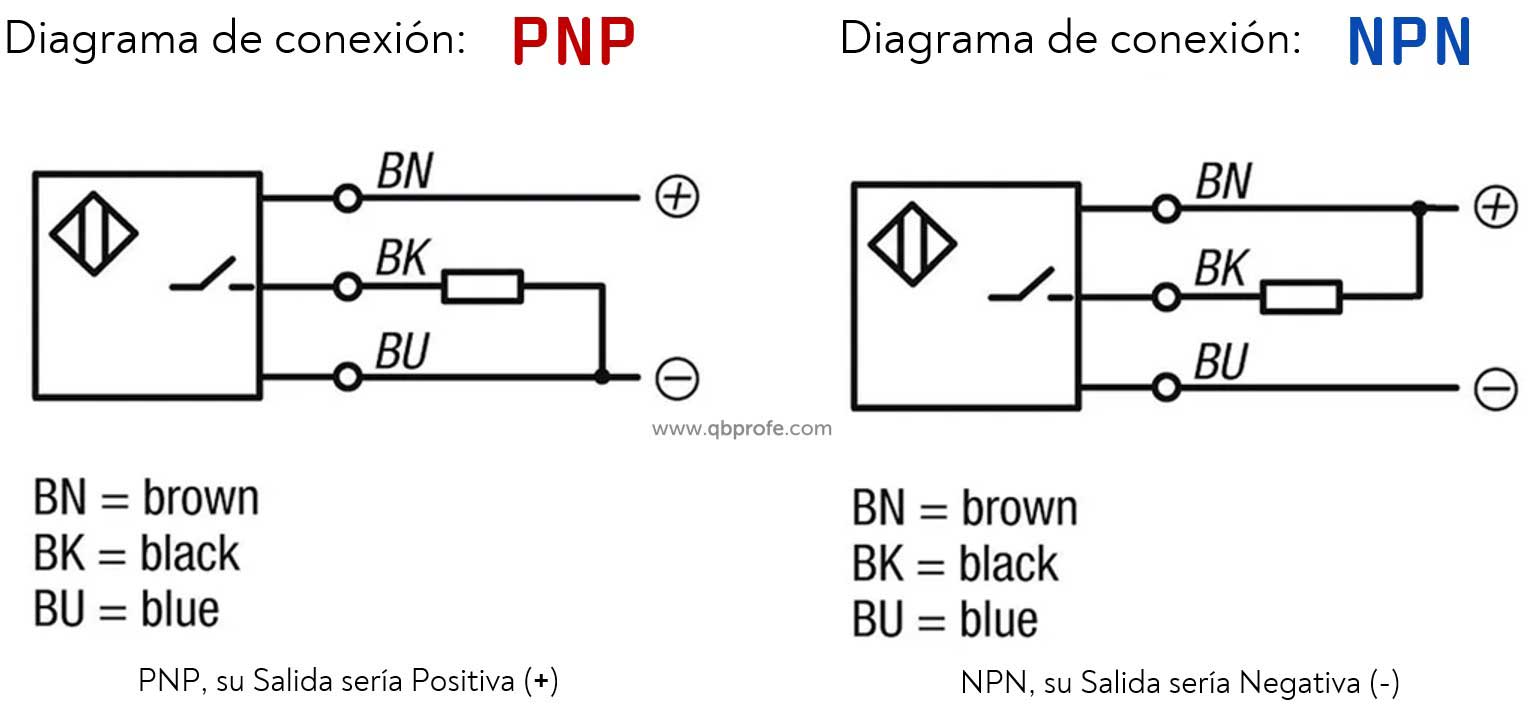 Diagrama de conexión: PNP
BN
+
BK
BU
−
BN = brown
BK = black
BU = blue
PNP, su Salida sería Positiva (+)
Diagrama de conexión: NPN
BN
+
BK
BU
−
BN = brown
BK = black
BU = blue
NPN, su Salida sería Negativa (-)
www.qbprofe.com